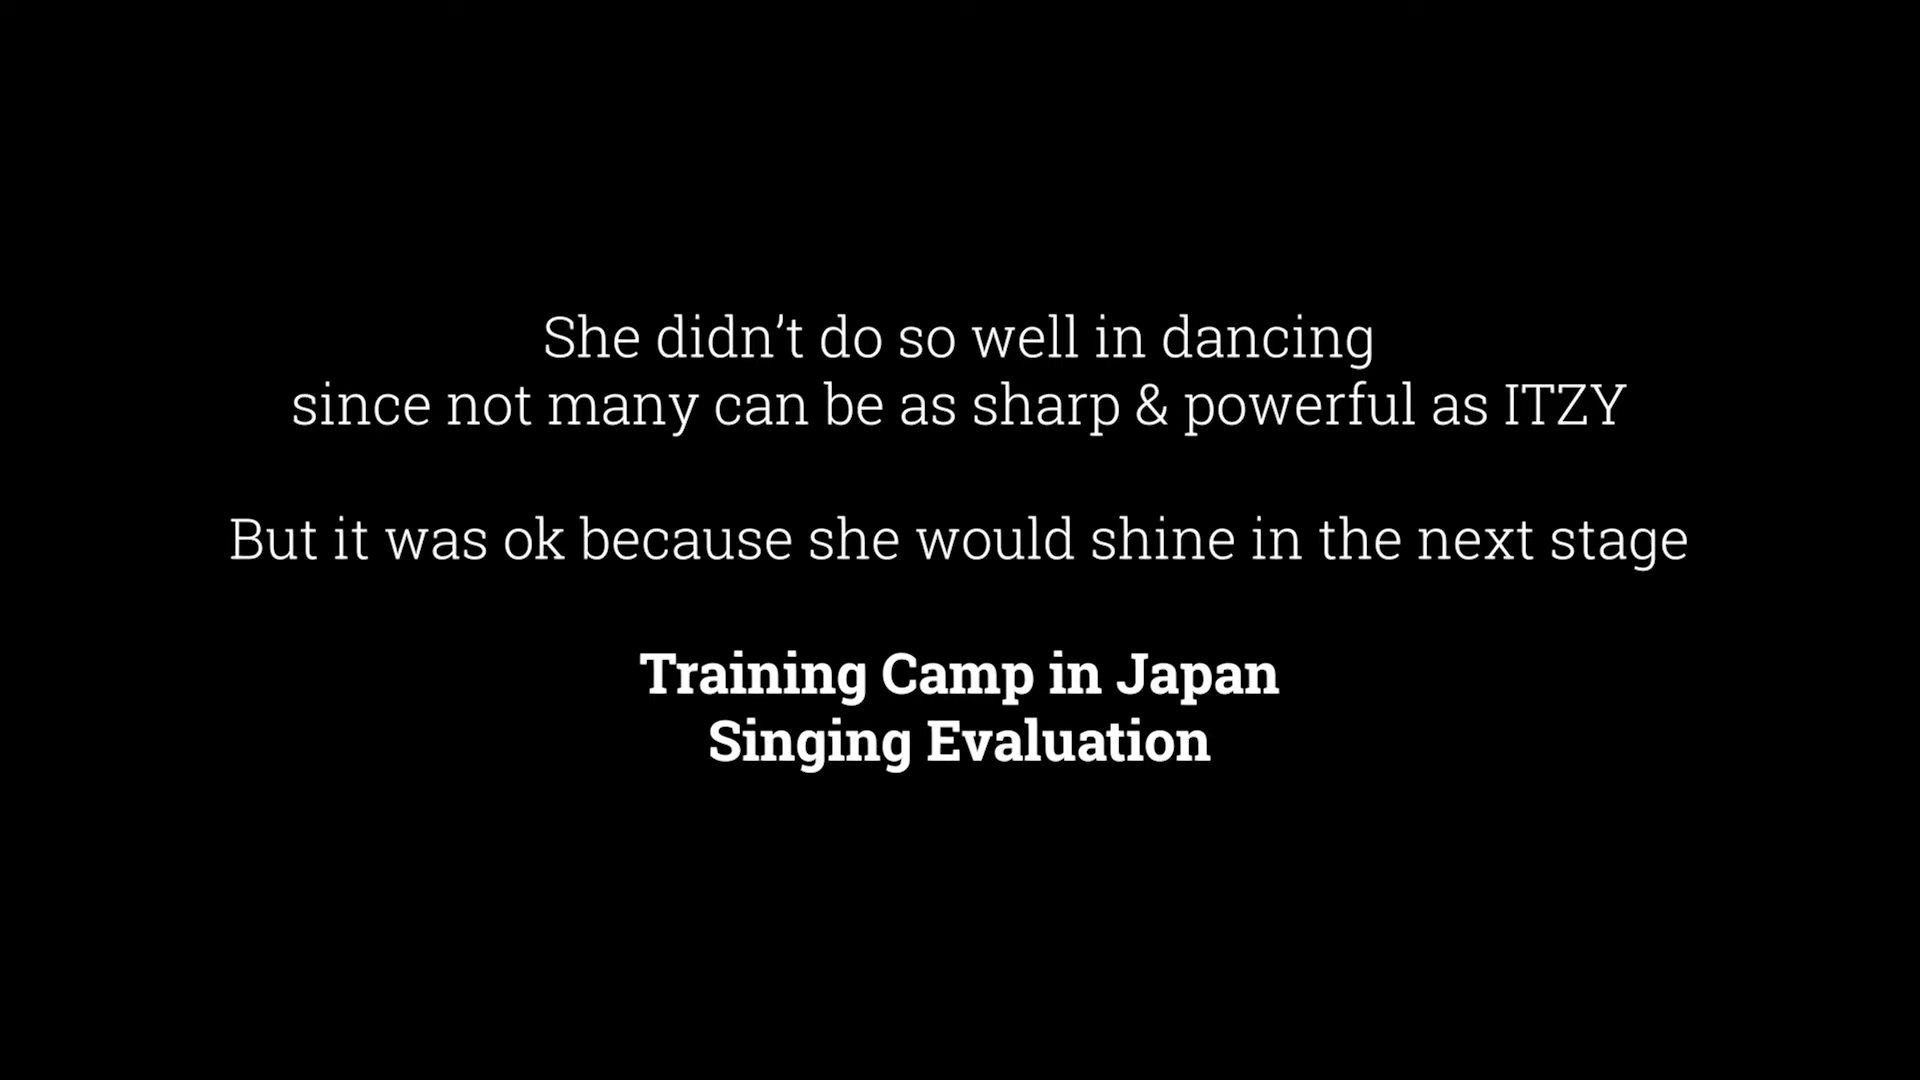 She didn’t do so well in dancing
since not many can be as sharp & powerful as ITZY
But it was ok because she would shine in the next stage
Training Camp in Japan
Singing Evaluation